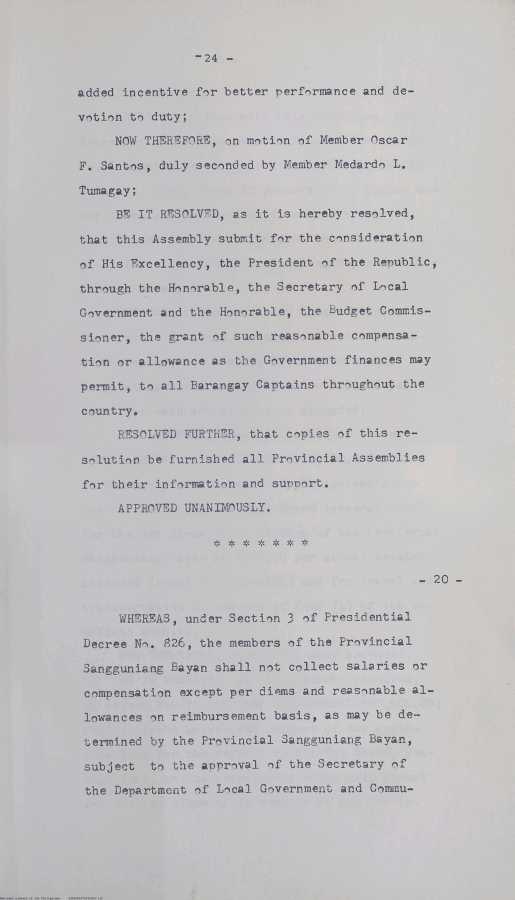 -24 -
added incentive for better performance and de-
votion to duty;
NOW THEREFORE, on motion of Member Oscar
F. Santos, duly seconded by Member Medardo L.
Tumagay;
BE IT RESOLVED, as it is hereby resolved,
that this Assembly submit for the consideration
of His Excellency, the President of the Republic,
through the Honorable, the Secretary of Local
Government and the Honorable, the Budget Commis-
sioner, the grant of such reasonable compensa-
tion or allowance as the Government finances may
permit, to all Barangay Captains throughout the
country.
RESOLVED FURTHER, that copies of this re-
solution be furnished all Provincial Assemblies
for their information and support.
APPROVED UNANIMOUSLY.
* * * * * * *
- 20 -
WHEREAS, under Section 3 of Presidential
Decree No. 826, the members of the Provincial
Sangguniang Bayan shall not collect salaries or
compensation except per diems and reasonable al-
lowances on reimbursement basis, as may be de-
termined by the Provincial Sangguniang Bayan,
subject to the approval of the Secretary of
the Department of Local Government and Commu-